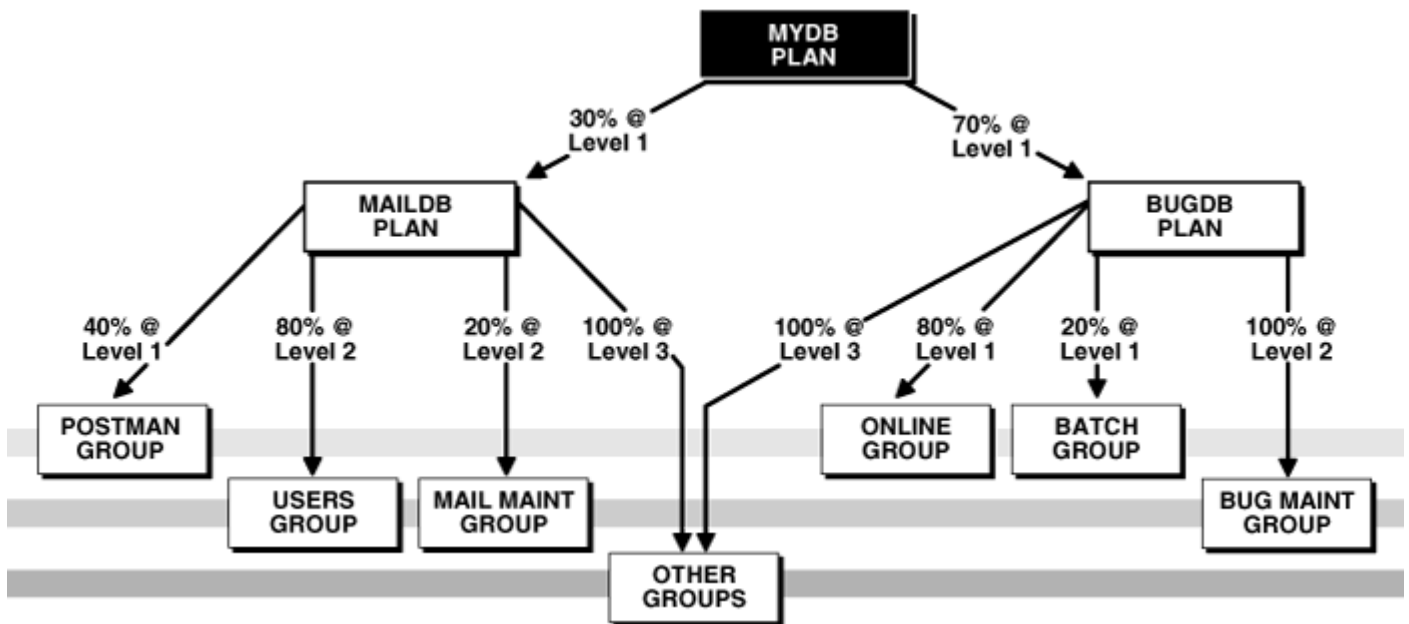 MYDB
PLAN
30% @
Level 1
70% @
Level 1
MAILDB
PLAN
BUGDB
PLAN
40% @
Level 1
80% @
Level 2
20% @
Level 2
100% @
Level 3
100% @
Level 3
80% @
Level 1
20% @
Level 1
100% @
Level 2
POSTMAN
GROUP
ONLINE
GROUP
BATCH
GROUP
USERS
GROUP
MAIL MAINT
GROUP
BUG MAINT
GROUP
OTHER
GROUPS